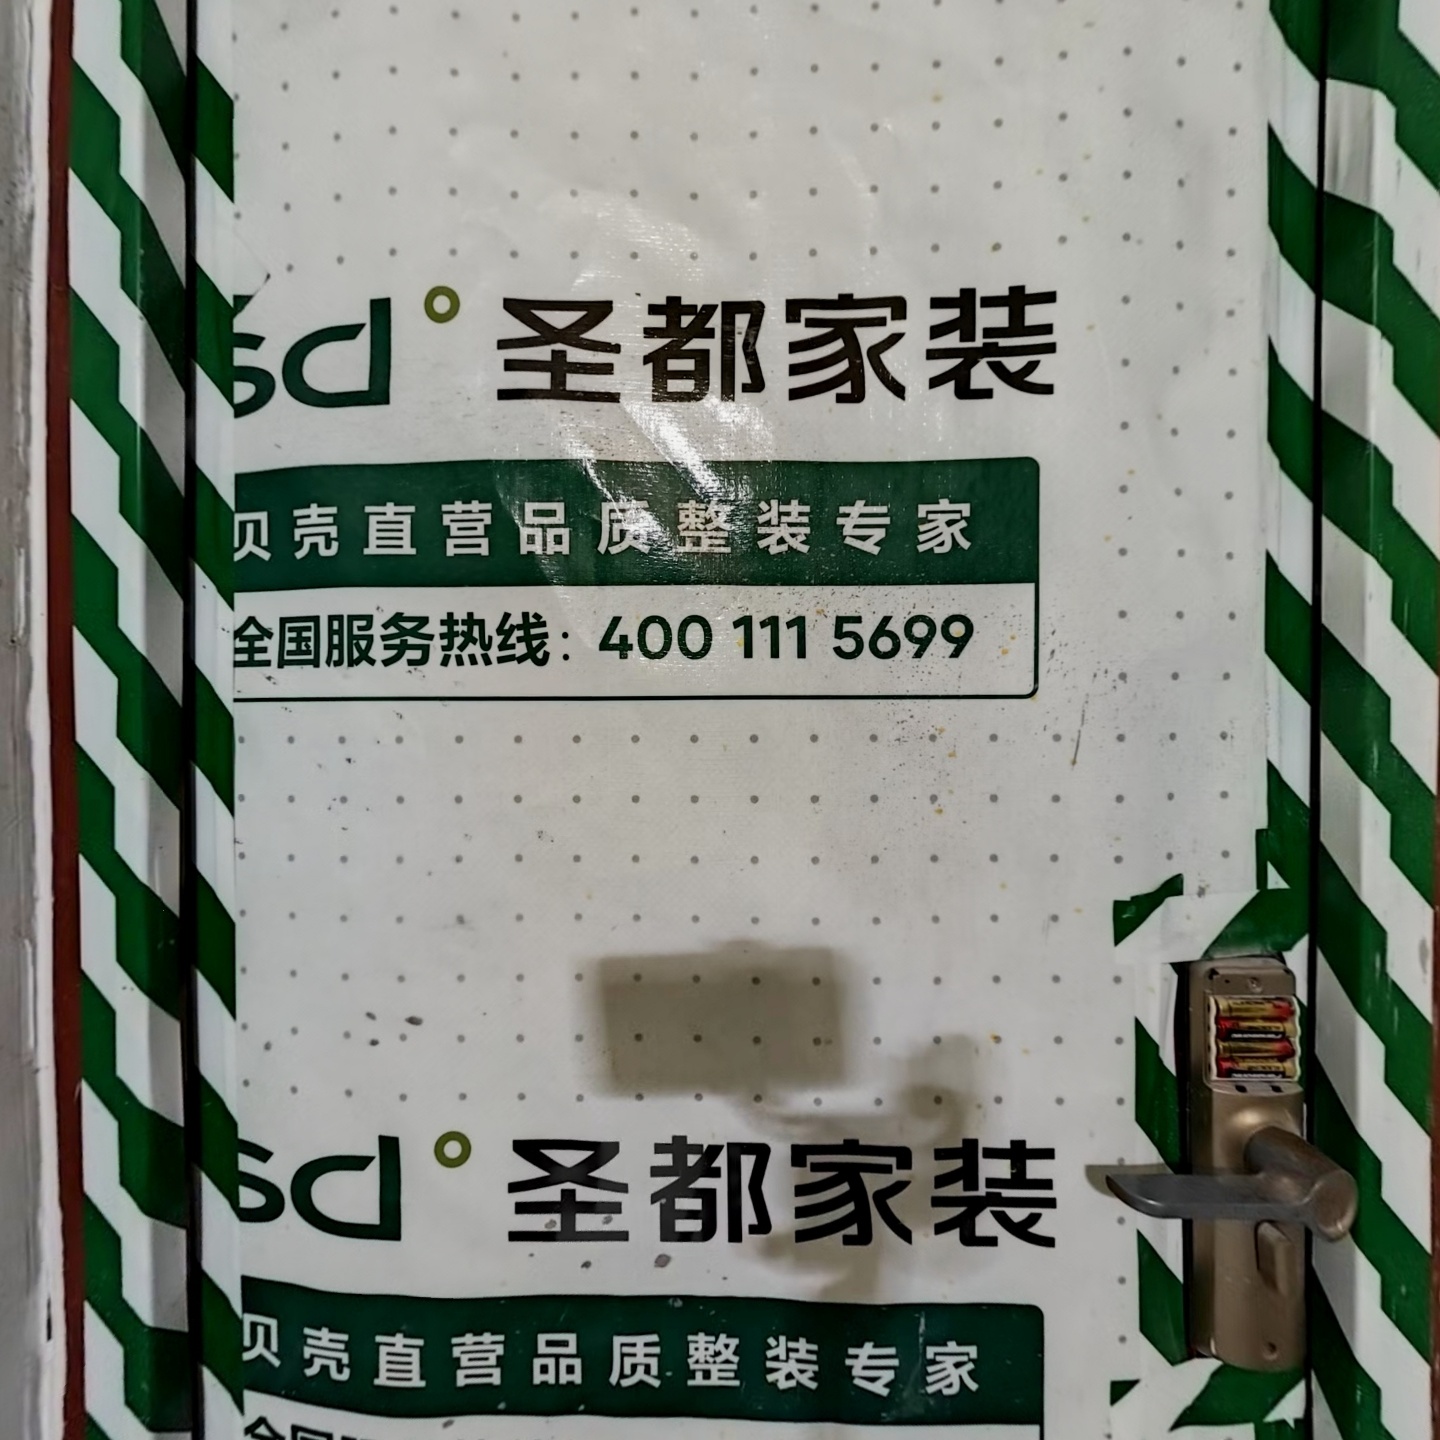 sd 圣都家装
贝壳直营品质整装专家
全国服务热线：400 111 5699
sd 圣都家装
贝壳直营品质整装专家
全国